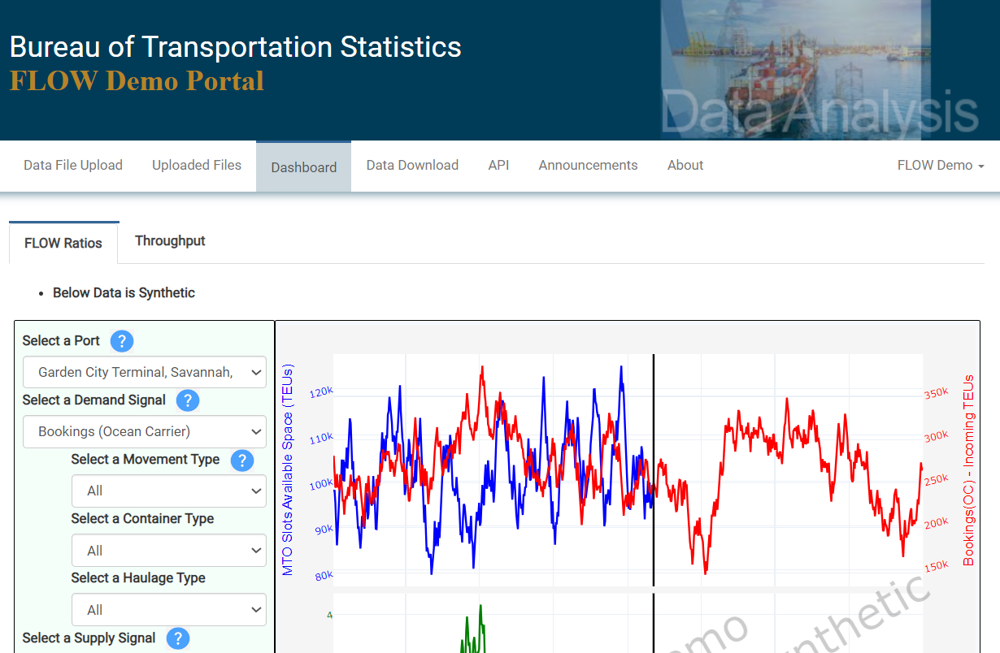 Bureau of Transportation Statistics
FLOW Demo Portal
Data Analysis
Data File Upload
Uploaded Files
Dashboard
Data Download
API
Announcements
About
FLOW Demo
FLOW Ratios
Throughput
Below Data is Synthetic
Select a Port ?
Garden City Terminal, Savannah,
Select a Demand Signal ?
Bookings (Ocean Carrier)
Select a Movement Type ?
All
Select a Container Type
All
Select a Haulage Type
All
Select a Supply Signal ?
MTO Slots Available Space (TEUs)
120k
110k
100k
90k
80k
350k
300k
250k
200k
150k
Bookings(OC) - Incoming TEUs
4